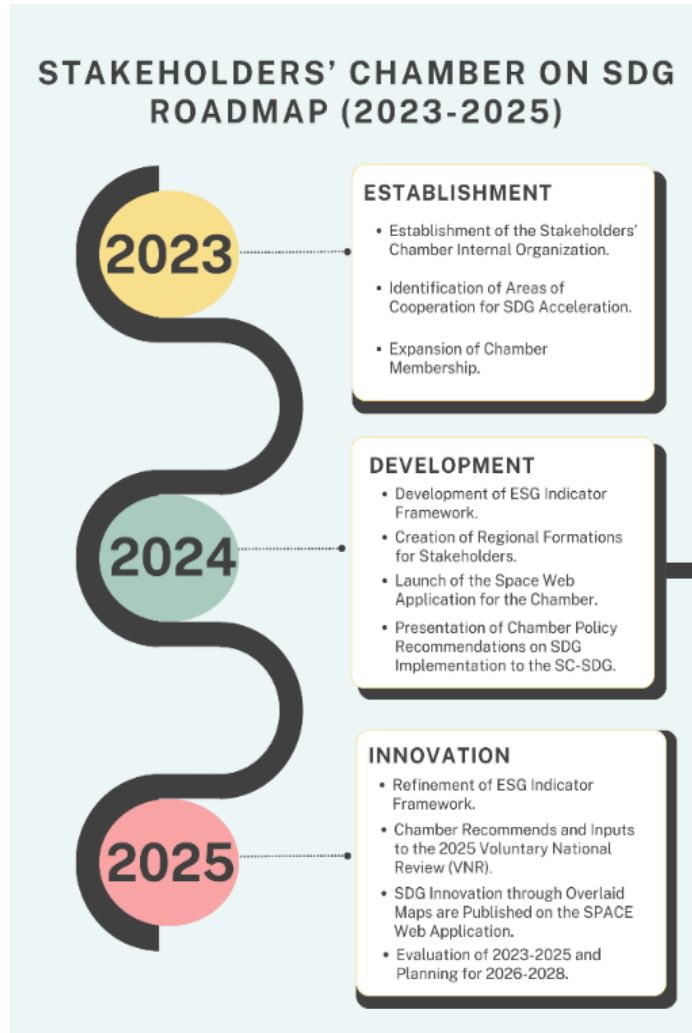 STAKEHOLDERS' CHAMBER ON SDG
ROADMAP (2023-2025)
2023
ESTABLISHMENT
• Establishment of the Stakeholders'
Chamber Internal Organization.
• Identification of Areas of
Cooperation for SDG Acceleration.
• Expansion of Chamber
Membership.
2024
DEVELOPMENT
• Development of ESG Indicator
Framework.
• Creation of Regional Formations
for Stakeholders.
• Launch of the Space Web
Application for the Chamber.
• Presentation of Chamber Policy
Recommendations on SDG
Implementation to the SC-SDG.
2025
INNOVATION
• Refinement of ESG Indicator
Framework.
• Chamber Recommends and Inputs
to the 2025 Voluntary National
Review (VNR).
• SDG Innovation through Overlaid
Maps are Published on the SPACE
Web Application.
• Evaluation of 2023-2025 and
Planning for 2026-2028.